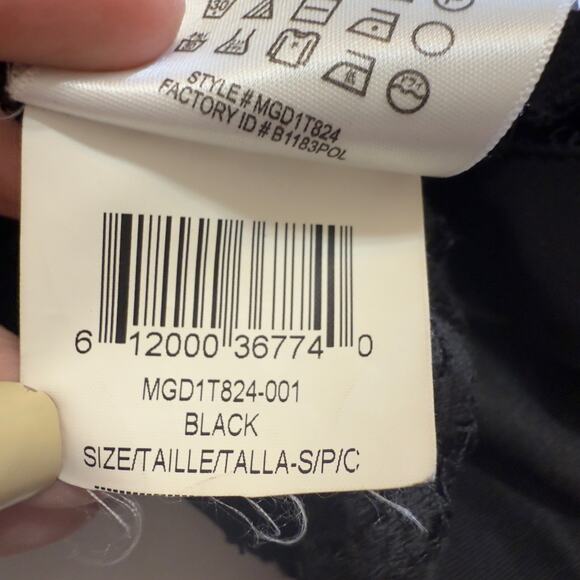 STYLE# MGD1T824
FACTORY ID# B1183POL
6 12000 36774 0
MGD1T824-001
BLACK
SIZE/TAILLE/TALLA-S/P/C